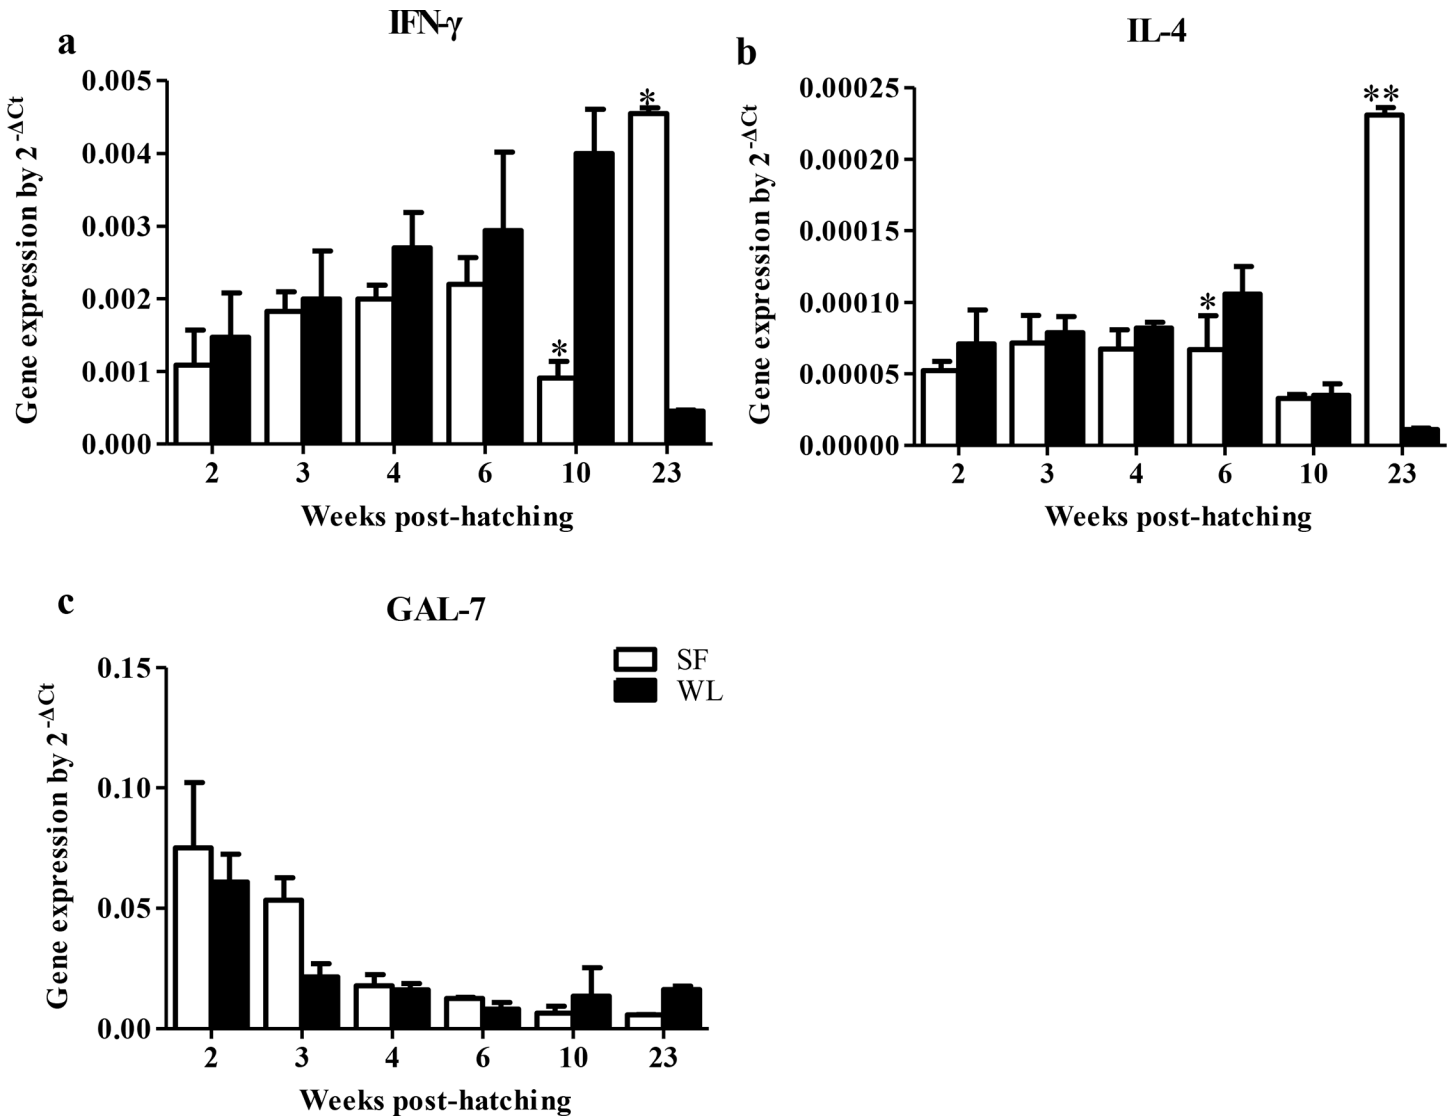 a
IFN-γ
Gene expression by 2^-ΔCt
0.005
0.004
0.003
0.002
0.001
0.000
*
*
2 3 4 6 10 23
Weeks post-hatching
b
IL-4
Gene expression by 2^-ΔCt
0.00025
0.00020
0.00015
0.00010
0.00005
0.00000
*
**
2 3 4 6 10 23
Weeks post-hatching
c
GAL-7
Gene expression by 2^-ΔCt
0.15
0.10
0.05
0.00
SF
WL
2 3 4 6 10 23
Weeks post-hatching